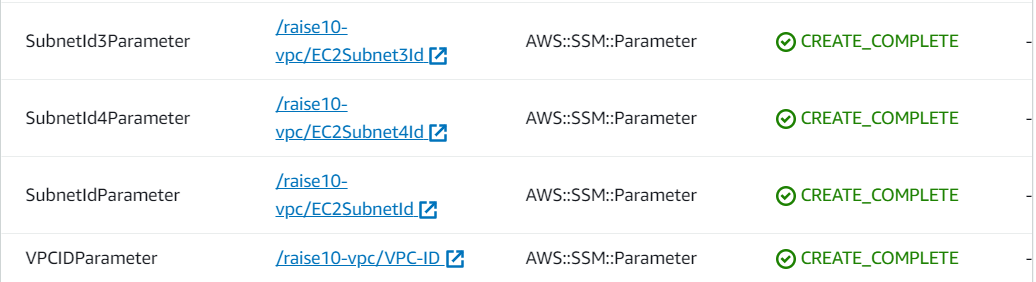 SubnetId3Parameter /raise10- AWS::SSM::Parameter CREATE_COMPLETE -
vpc/EC2Subnet3Id
SubnetId4Parameter /raise10- AWS::SSM::Parameter CREATE_COMPLETE -
vpc/EC2Subnet4Id
SubnetIdParameter /raise10- AWS::SSM::Parameter CREATE_COMPLETE -
vpc/EC2SubnetId
VPCIDParameter /raise10-vpc/VPC-ID AWS::SSM::Parameter CREATE_COMPLETE -